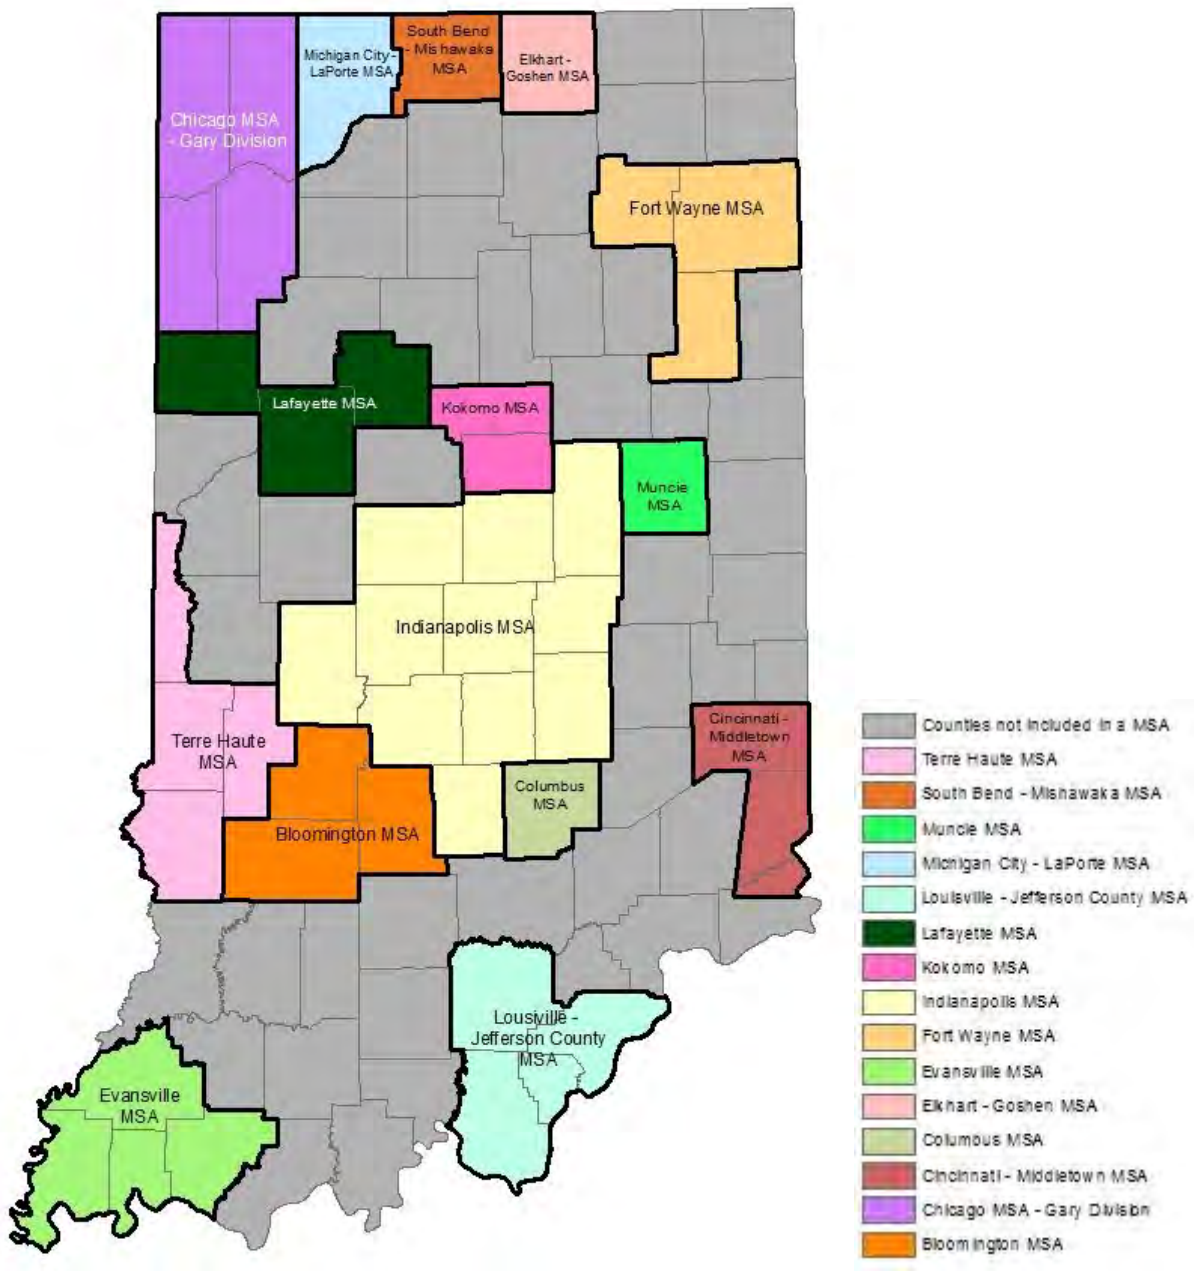 South Bend
- Mishawaka
MSA
Michigan City -
LaPorte MSA
Elkhart -
Goshen MSA
Chicago MSA
- Gary Division
Fort Wayne MSA
Lafayette MSA
Kokomo MSA
Muncie
MSA
Indianapolis MSA
Terre Haute
MSA
Cincinnati -
Middletown
MSA
Columbus
MSA
Bloomington MSA
Lousiville -
Jefferson County
MSA
Evansville
MSA
Counties not included in a MSA
Terre Haute MSA
South Bend - Mishawaka MSA
Muncie MSA
Michigan City - LaPorte MSA
Louisville - Jefferson County MSA
Lafayette MSA
Kokomo MSA
Indianapolis MSA
Fort Wayne MSA
Evansville MSA
Elkhart - Goshen MSA
Columbus MSA
Cincinnati - Middletown MSA
Chicago MSA - Gary Division
Bloomington MSA